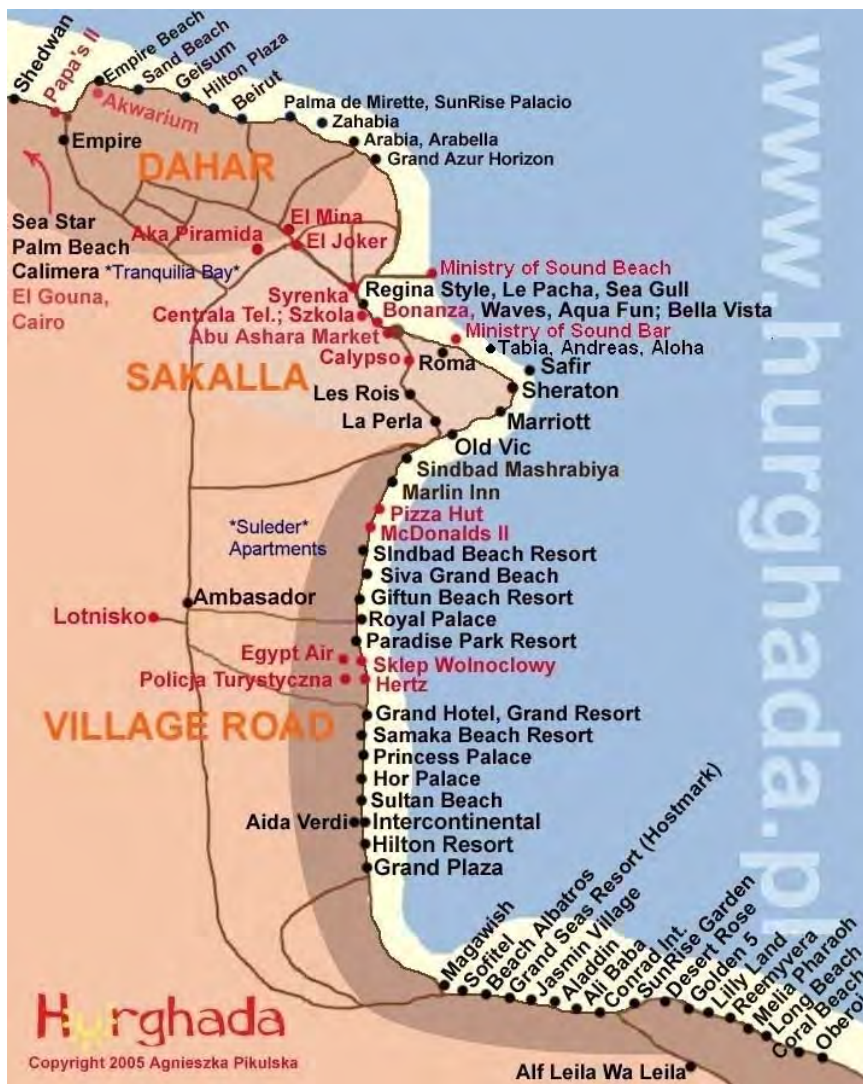 Shedwan
Papa's II
Empire Beach
Sand Beach
Geisum
Hilton Plaza
Beirut
Akwarium
Palma de Mirette, SunRise Palacio
Zahabia
Arabia, Arabella
Grand Azur Horizon
Empire
DAHAR
Sea Star
Palm Beach
Calimera *Tranquilia Bay*
El Gouna,
Cairo
El Mina
Aka Piramida
El Joker
Ministry of Sound Beach
Syrenka
Regina Style, Le Pacha, Sea Gull
Centrala Tel.; Szkola
Bonanza, Waves, Aqua Fun; Bella Vista
Abu Ashara Market
Ministry of Sound Bar
Calypso
Roma
Tabia, Andreas, Aloha
SAKALLA
Safir
Les Rois
Sheraton
La Perla
Marriott
Old Vic
Sindbad Mashrabiya
Marlin Inn
Pizza Hut
*Suleder*
Apartments
McDonalds II
SIndbad Beach Resort
Siva Grand Beach
Ambasador
Giftun Beach Resort
Lotnisko
Royal Palace
Paradise Park Resort
Egypt Air
Sklep Wolnoclowy
Policja Turystyczna
Hertz
VILLAGE ROAD
Grand Hotel, Grand Resort
Samaka Beach Resort
Princess Palace
Hor Palace
Sultan Beach
Aida Verdi
Intercontinental
Hilton Resort
Grand Plaza
Magawish
Sofitel
Beach Albatros
Grand Seas Resort (Hostmark)
Jasmin Village
Aladdin
Ali Baba
Conrad Int.
SunRise Garden
Desert Rose
Golden 5
Lilly Land
Reemyvera
Melia Pharaoh
Long Beach
Coral Beach
Obero
Alf Leila Wa Leila
www.hurghada.pl
Hurghada
Copyright 2005 Agnieszka Pikulska